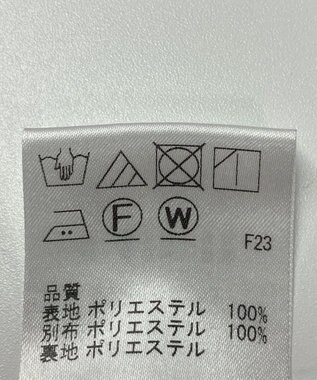 F W
F23
品質
表地 ポリエステル 100%
別布 ポリエステル 100%
裏地 ポリエステル